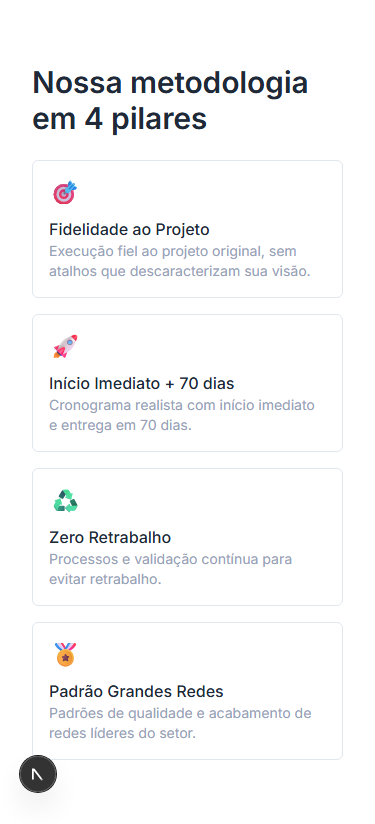 Nossa metodologia
em 4 pilares
Fidelidade ao Projeto
Execução fiel ao projeto original, sem
atalhos que descaracterizam sua visão.
Início Imediato + 70 dias
Cronograma realista com início imediato
e entrega em 70 dias.
Zero Retrabalho
Processos e validação contínua para
evitar retrabalho.
Padrão Grandes Redes
Padrões de qualidade e acabamento de
redes líderes do setor.